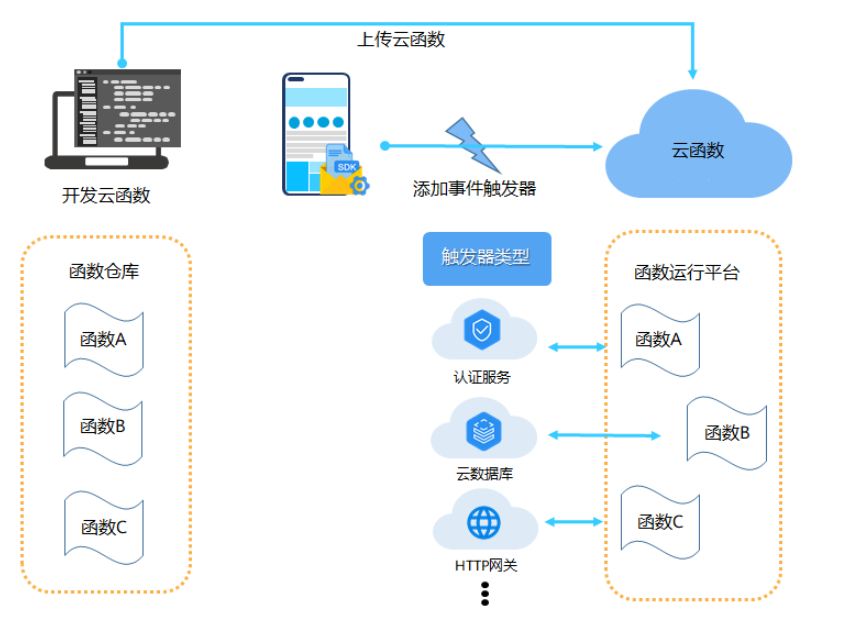 上传云函数
SDK
云函数
开发云函数
添加事件触发器
函数仓库
函数A
函数B
函数C
触发器类型
认证服务
云数据库
HTTP网关
函数运行平台
函数A
函数B
函数C